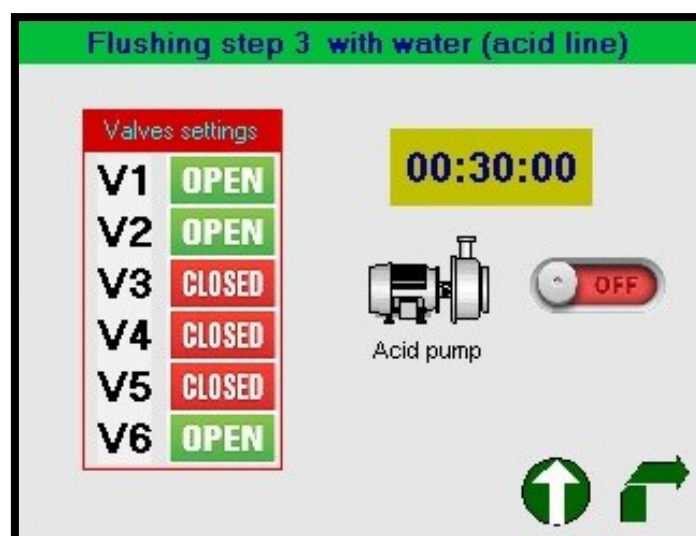 Flushing step 3 with water (acid line)
Valves settings
V1 OPEN
V2 OPEN
V3 CLOSED
V4 CLOSED
V5 CLOSED
V6 OPEN
00:30:00
OFF
Acid pump